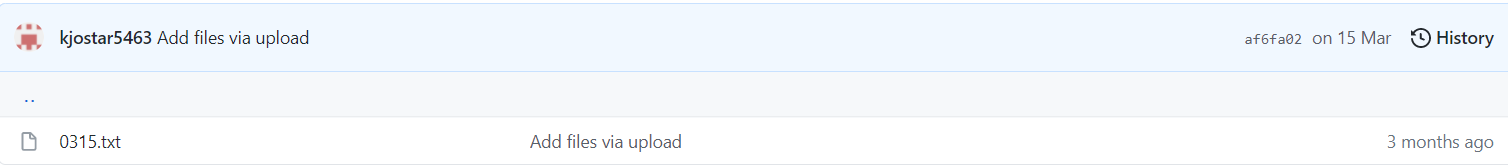 kjostar5463 Add files via upload af6fa02 on 15 Mar History
..
0315.txt Add files via upload 3 months ago